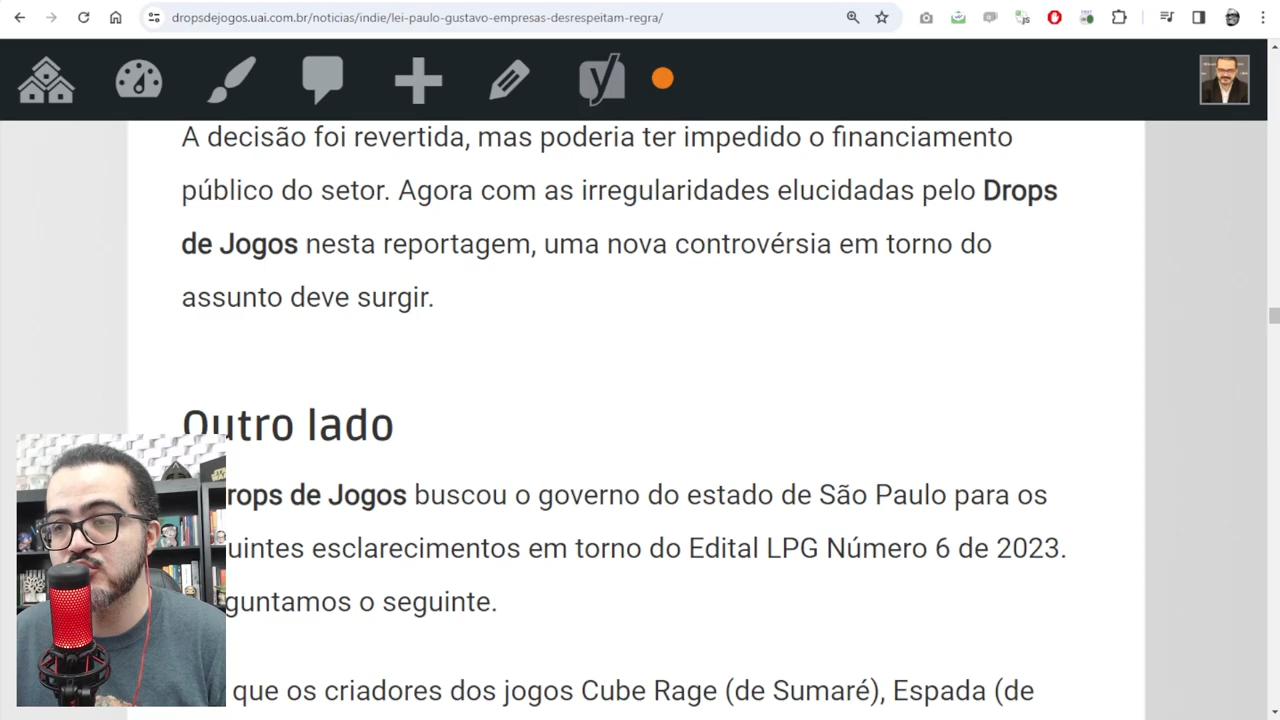 dropsdejogos.uai.com.br/noticias/indie/lei-paulo-gustavo-empresas-desrespeitam-regra/
A decisão foi revertida, mas poderia ter impedido o financiamento
público do setor. Agora com as irregularidades elucidadas pelo Drops
de Jogos nesta reportagem, uma nova controvérsia em torno do
assunto deve surgir.
Outro lado
rops de Jogos buscou o governo do estado de São Paulo para os
uintes esclarecimentos em torno do Edital LPG Número 6 de 2023.
guntamos o seguinte.
que os criadores dos jogos Cube Rage (de Sumaré), Espada (de